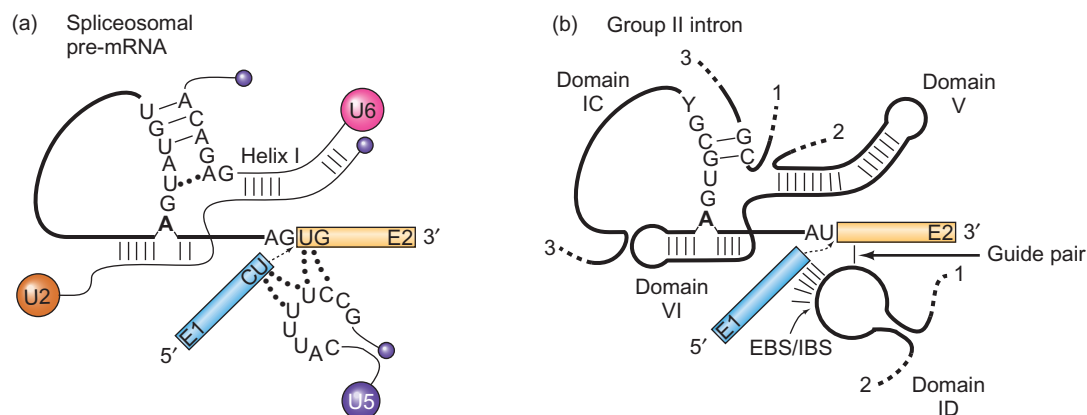 (a) Spliceosomal
pre-mRNA
A
C
A
G
AG
U
G
U
A
U
G
A
U6
Helix I
AG
UG
E2
3′
U2
CU
E1
5′
U
C
C
G
U
U
A
C
U5
(b) Group II intron
3
Domain
IC
1
Domain
V
2
Y
G
C
G
U
G
A
G
C
AU
E2
3′
3
Guide pair
Domain
VI
E1
5′
EBS/IBS
1
2
Domain
ID